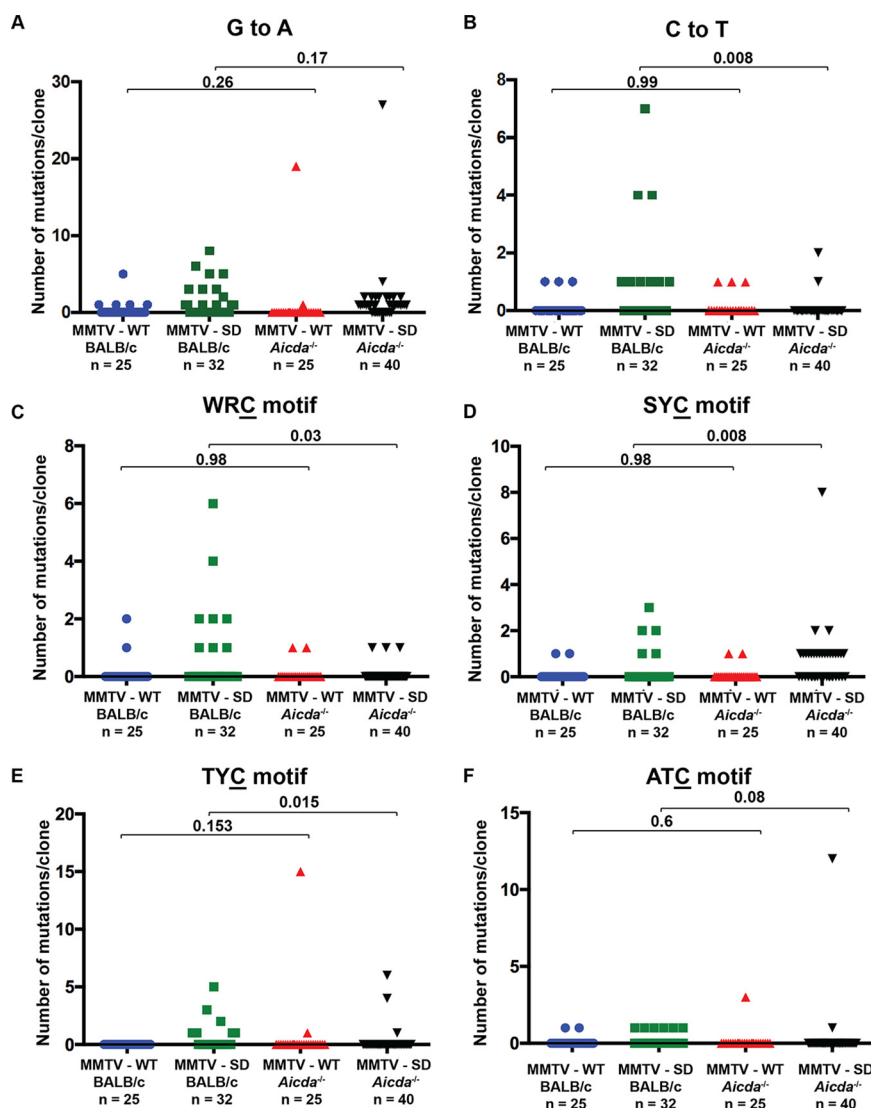 A
G to A
0.17
0.26
Number of mutations/clone
30
20
10
0
MMTV - WT MMTV - SD MMTV - WT MMTV - SD
BALB/c BALB/c Aicda-/- Aicda-/-
n = 25 n = 32 n = 25 n = 40
B
C to T
0.008
0.99
Number of mutations/clone
8
6
4
2
0
MMTV - WT MMTV - SD MMTV - WT MMTV - SD
BALB/c BALB/c Aicda-/- Aicda-/-
n = 25 n = 32 n = 25 n = 40
C
WRC motif
0.03
0.98
Number of mutations/clone
8
6
4
2
0
MMTV - WT MMTV - SD MMTV - WT MMTV - SD
BALB/c BALB/c Aicda-/- Aicda-/-
n = 25 n = 32 n = 25 n = 40
D
SYC motif
0.008
0.98
Number of mutations/clone
10
8
6
4
2
0
MMTV - WT MMTV - SD MMTV - WT MMTV - SD
BALB/c BALB/c Aicda-/- Aicda-/-
n = 25 n = 32 n = 25 n = 40
E
TYC motif
0.015
0.153
Number of mutations/clone
20
15
10
5
0
MMTV - WT MMTV - SD MMTV - WT MMTV - SD
BALB/c BALB/c Aicda-/- Aicda-/-
n = 25 n = 32 n = 25 n = 40
F
ATC motif
0.08
0.6
Number of mutations/clone
15
10
5
0
MMTV - WT MMTV - SD MMTV - WT MMTV - SD
BALB/c BALB/c Aicda-/- Aicda-/-
n = 25 n = 32 n = 25 n = 40